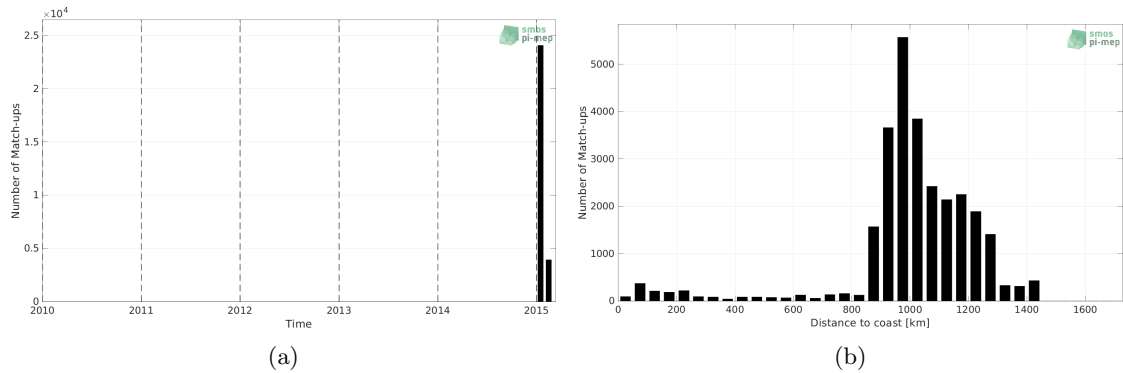 ×10⁴
2.5
2
1.5
1
0.5
0
Number of Match-ups
2010 2011 2012 2013 2014 2015
Time
smos
pi-mep
(a)
5000
4000
3000
2000
1000
0
Number of Match-ups
0 200 400 600 800 1000 1200 1400 1600
Distance to coast [km]
smos
pi-mep
(b)